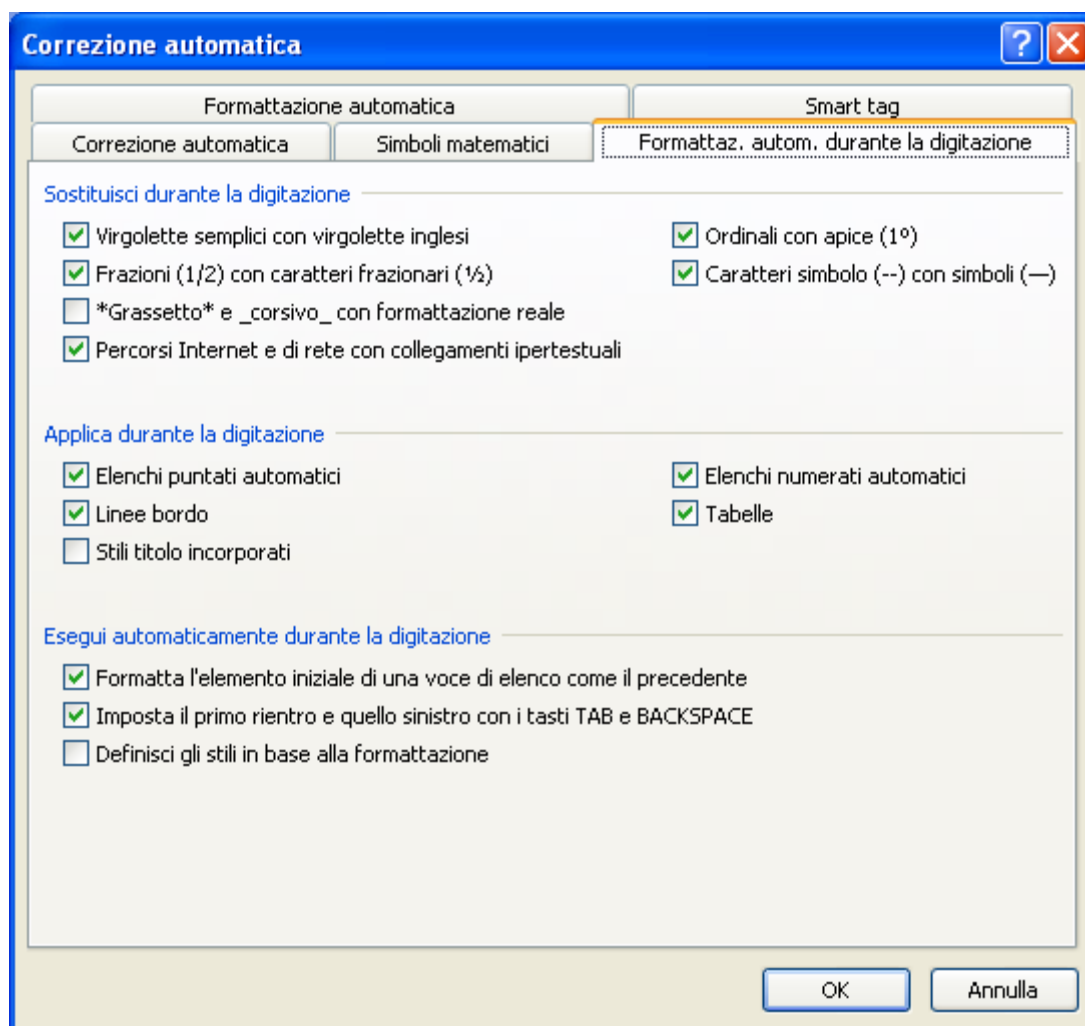 Correzione automatica
Formattazione automatica Smart tag
Correzione automatica Simboli matematici Formattaz. autom. durante la digitazione
Sostituisci durante la digitazione
Virgolette semplici con virgolette inglesi Ordinali con apice (1º)
Frazioni (1/2) con caratteri frazionari (½) Caratteri simbolo (--) con simboli (—)
*Grassetto* e _corsivo_ con formattazione reale
Percorsi Internet e di rete con collegamenti ipertestuali
Applica durante la digitazione
Elenchi puntati automatici Elenchi numerati automatici
Linee bordo Tabelle
Stili titolo incorporati
Esegui automaticamente durante la digitazione
Formatta l'elemento iniziale di una voce di elenco come il precedente
Imposta il primo rientro e quello sinistro con i tasti TAB e BACKSPACE
Definisci gli stili in base alla formattazione
OK Annulla